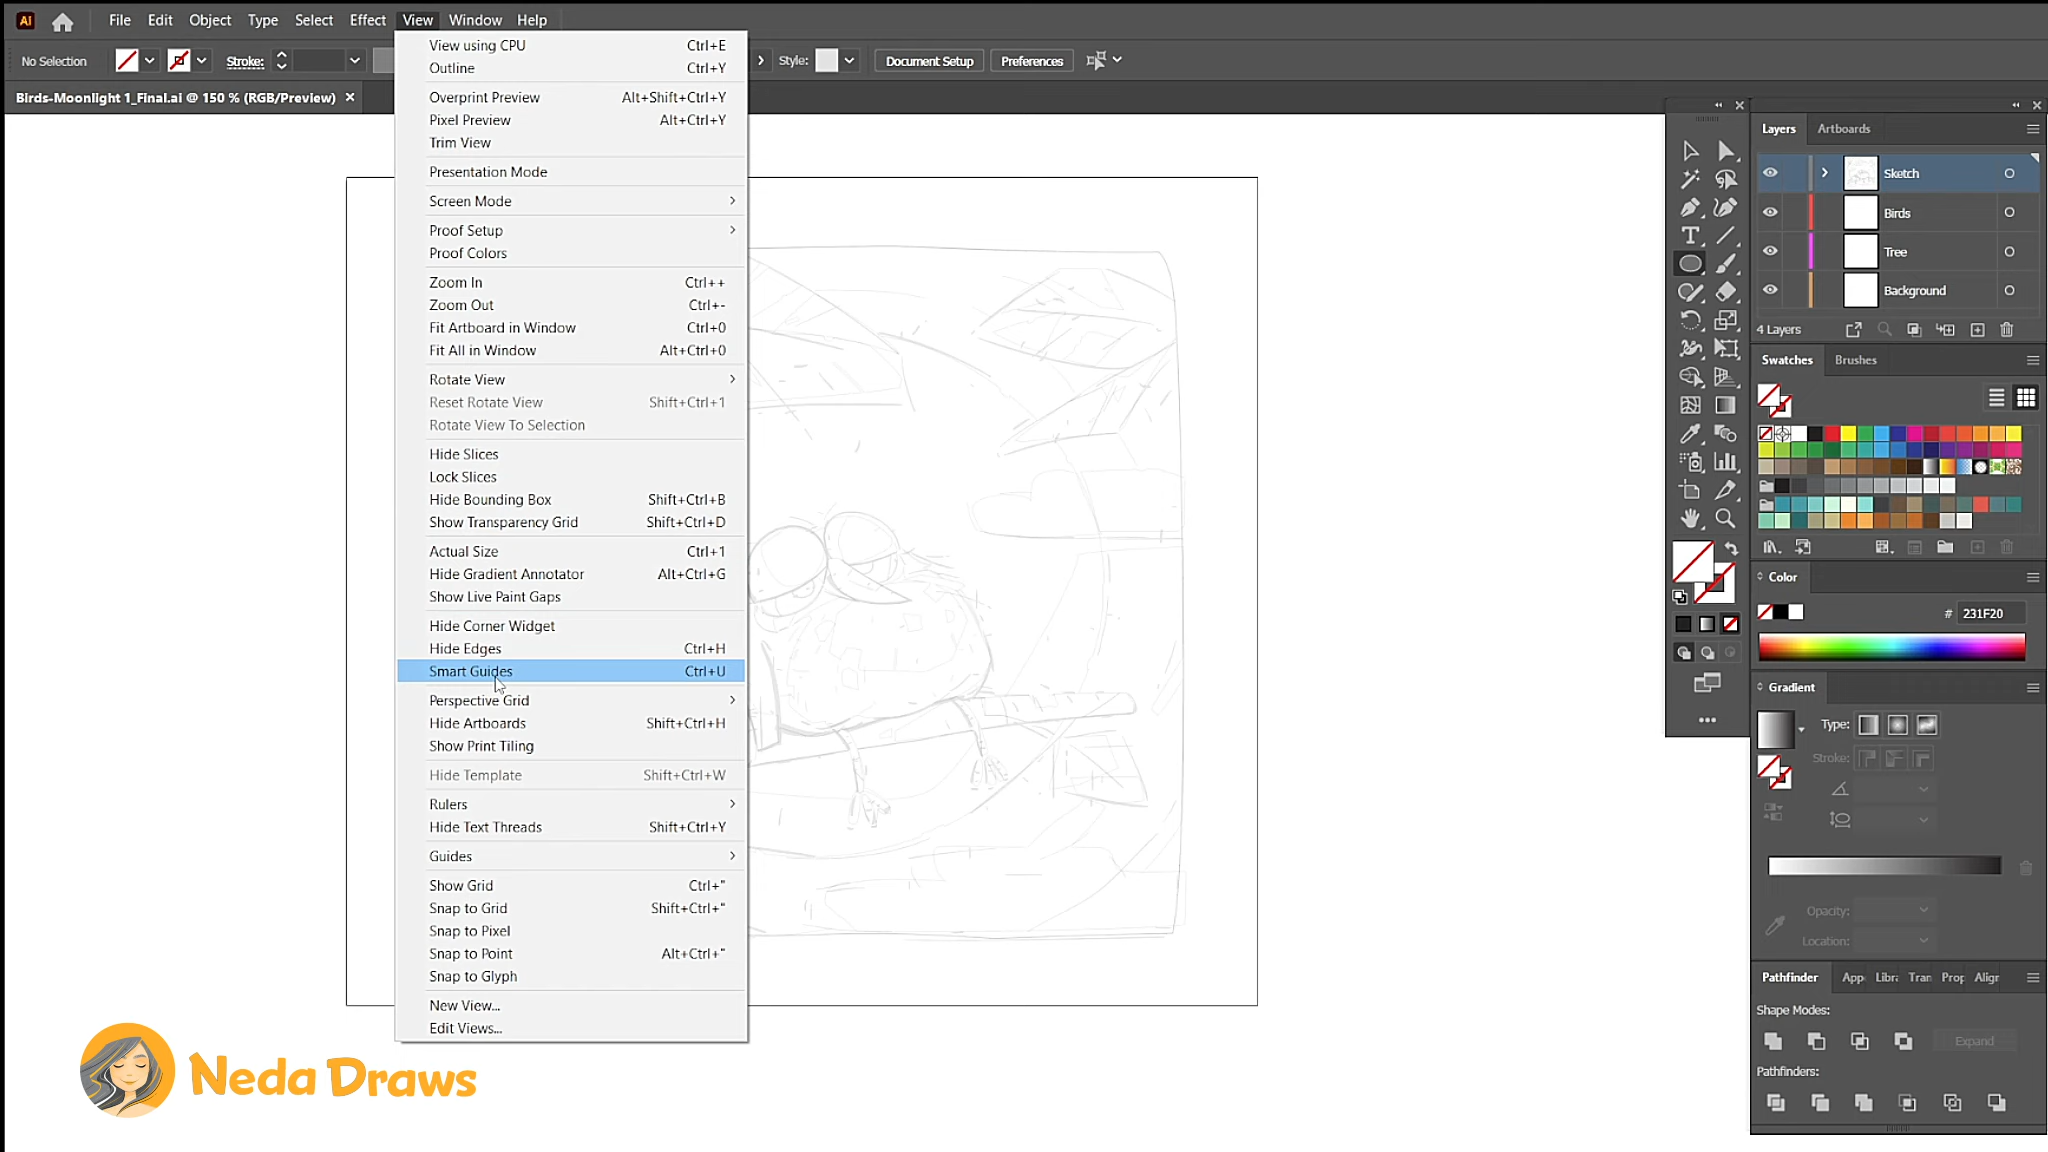 Ai File Edit Object Type Select Effect View Window Help
No Selection Stroke: Style: Document Setup Preferences
Birds-Moonlight 1_Final.ai @ 150 % (RGB/Preview)
View using CPU Ctrl+E
Outline Ctrl+Y
Overprint Preview Alt+Shift+Ctrl+Y
Pixel Preview Alt+Ctrl+Y
Trim View
Presentation Mode
Screen Mode
Proof Setup
Proof Colors
Zoom In Ctrl++
Zoom Out Ctrl+-
Fit Artboard in Window Ctrl+0
Fit All in Window Alt+Ctrl+0
Rotate View
Reset Rotate View Shift+Ctrl+1
Rotate View To Selection
Hide Slices
Lock Slices
Hide Bounding Box Shift+Ctrl+B
Show Transparency Grid Shift+Ctrl+D
Actual Size Ctrl+1
Hide Gradient Annotator Alt+Ctrl+G
Show Live Paint Gaps
Hide Corner Widget
Hide Edges Ctrl+H
Smart Guides Ctrl+U
Perspective Grid
Hide Artboards Shift+Ctrl+H
Show Print Tiling
Hide Template Shift+Ctrl+W
Rulers
Hide Text Threads Shift+Ctrl+Y
Guides
Show Grid Ctrl+"
Snap to Grid Shift+Ctrl+"
Snap to Pixel
Snap to Point Alt+Ctrl+"
Snap to Glyph
New View...
Edit Views...
Neda Draws
Layers Artboards
Sketch
Birds
Tree
Background
4 Layers
Swatches Brushes
Color
# 231F20
Gradient
Type:
Stroke:
Opacity:
Location:
Pathfinder Appe Libra Tran Prop Align
Shape Modes:
Expand
Pathfinders: